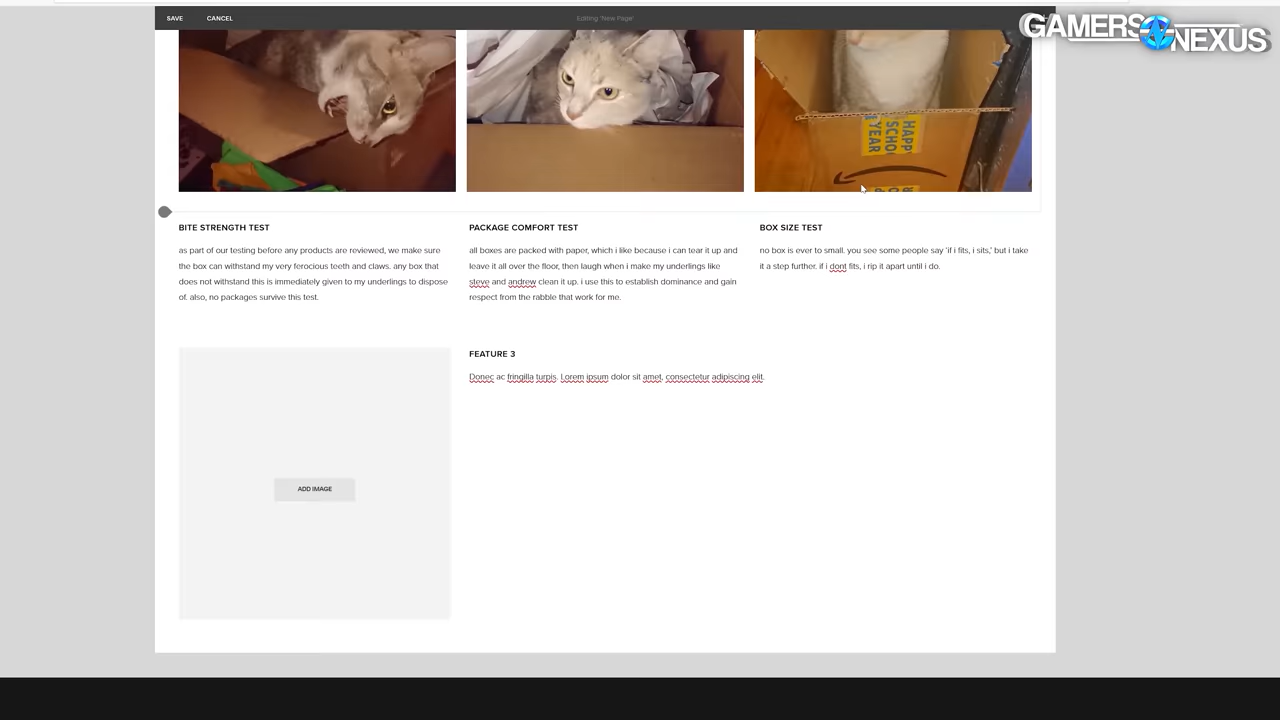 SAVE CANCEL Editing 'New Page'
GAMERS NEXUS
HAPPY
SCHOOL
YEAR
BITE STRENGTH TEST
as part of our testing before any products are reviewed, we make sure
the box can withstand my very ferocious teeth and claws. any box that
does not withstand this is immediately given to my underlings to dispose
of. also, no packages survive this test.
PACKAGE COMFORT TEST
all boxes are packed with paper, which i like because i can tear it up and
leave it all over the floor, then laugh when i make my underlings like
steve and andrew clean it up. i use this to establish dominance and gain
respect from the rabble that work for me.
BOX SIZE TEST
no box is ever to small. you see some people say 'if i fits, i sits,' but i take
it a step further. if i dont fits, i rip it apart until i do.
ADD IMAGE
FEATURE 3
Donec ac fringilla turpis. Lorem ipsum dolor sit amet, consectetur adipiscing elit.